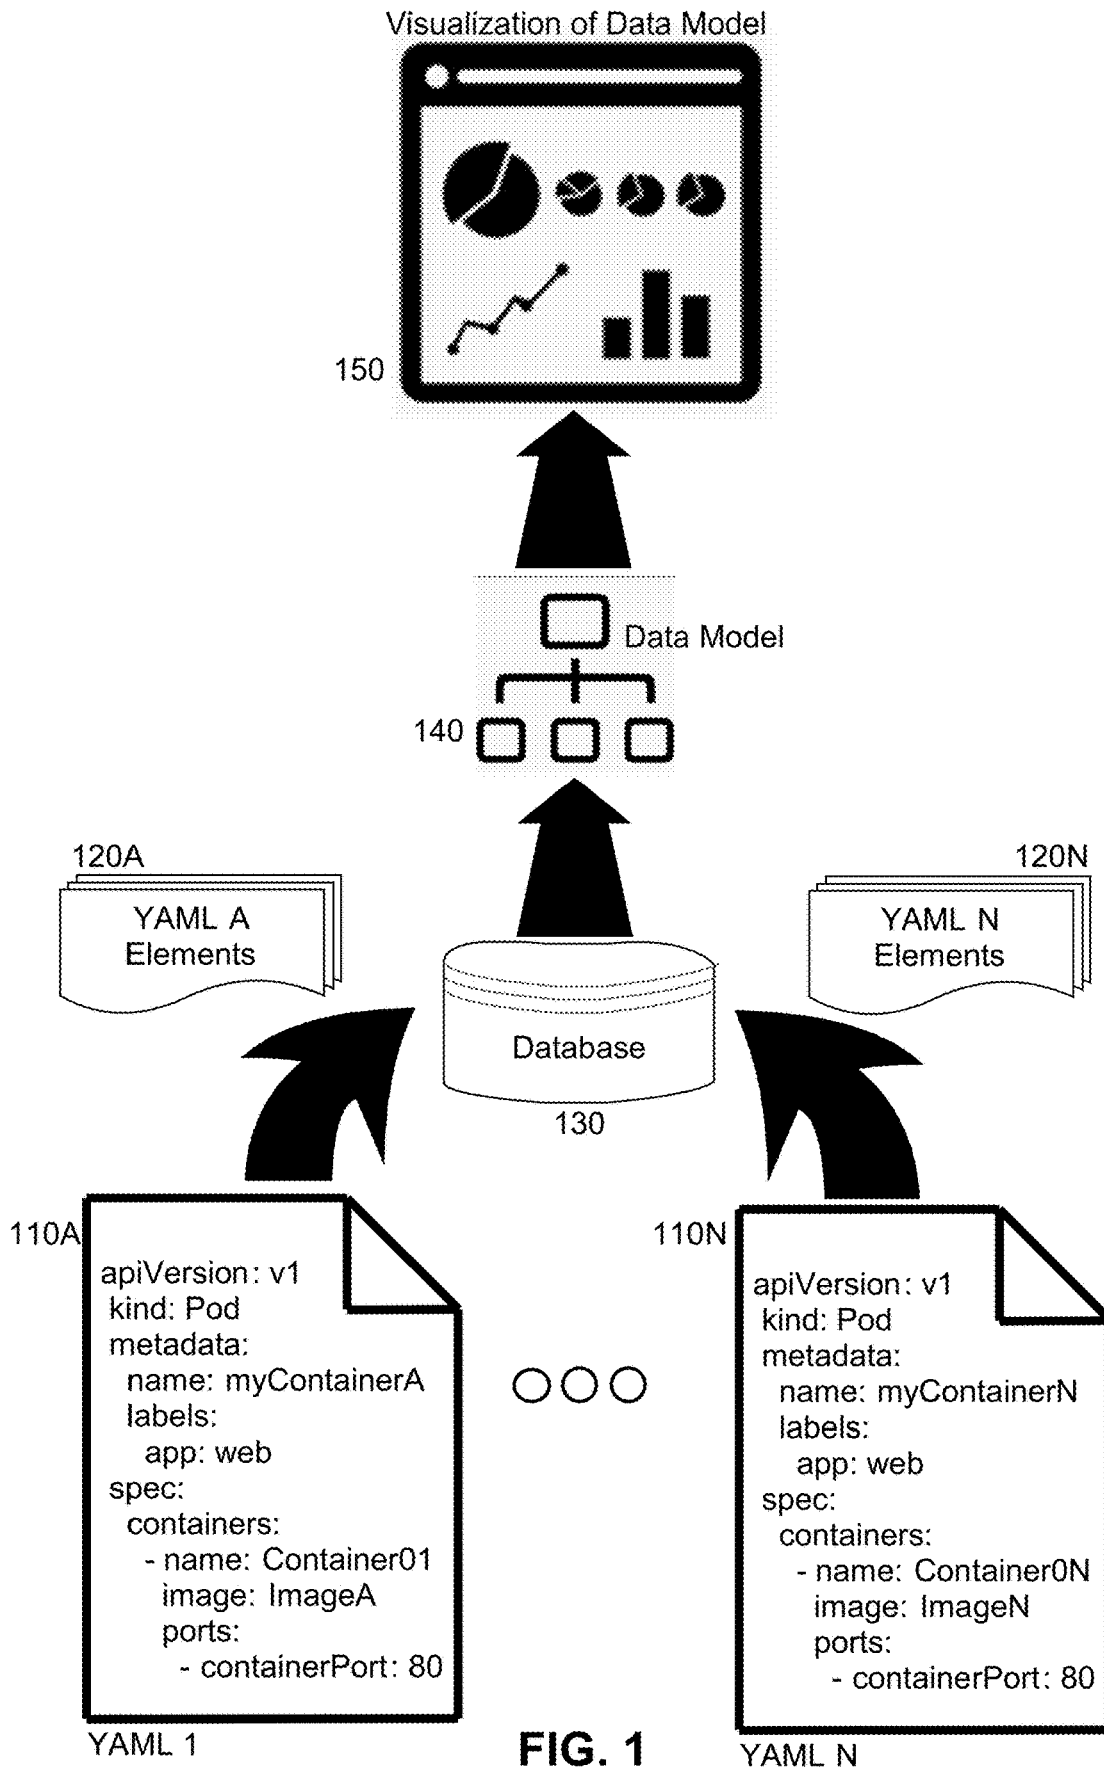 Visualization of Data Model
150
Data Model
140
120A
YAML A
Elements
120N
YAML N
Elements
Database
130
110A
apiVersion: v1
kind: Pod
metadata:
name: myContainerA
labels:
app: web
spec:
containers:
- name: Container01
image: ImageA
ports:
- containerPort: 80
YAML 1
110N
apiVersion: v1
kind: Pod
metadata:
name: myContainerN
labels:
app: web
spec:
containers:
- name: Container0N
image: ImageN
ports:
- containerPort: 80
YAML N
FIG. 1